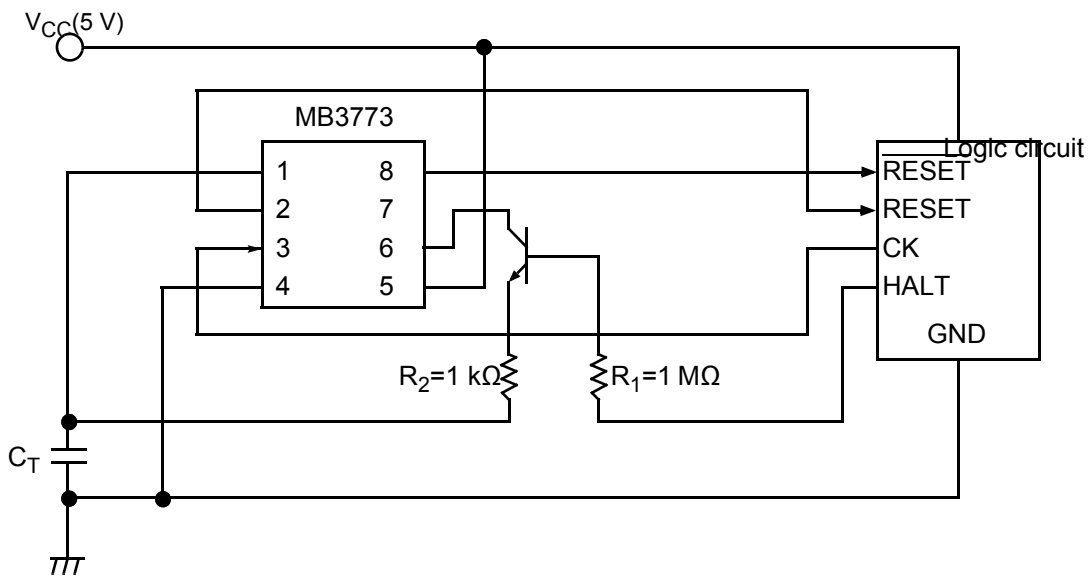 VCC(5 V)
MB3773
Logic circuit
1 8 RESET
2 7 RESET
3 6 CK
4 5 HALT
GND
R2=1 kΩ R1=1 MΩ
CT